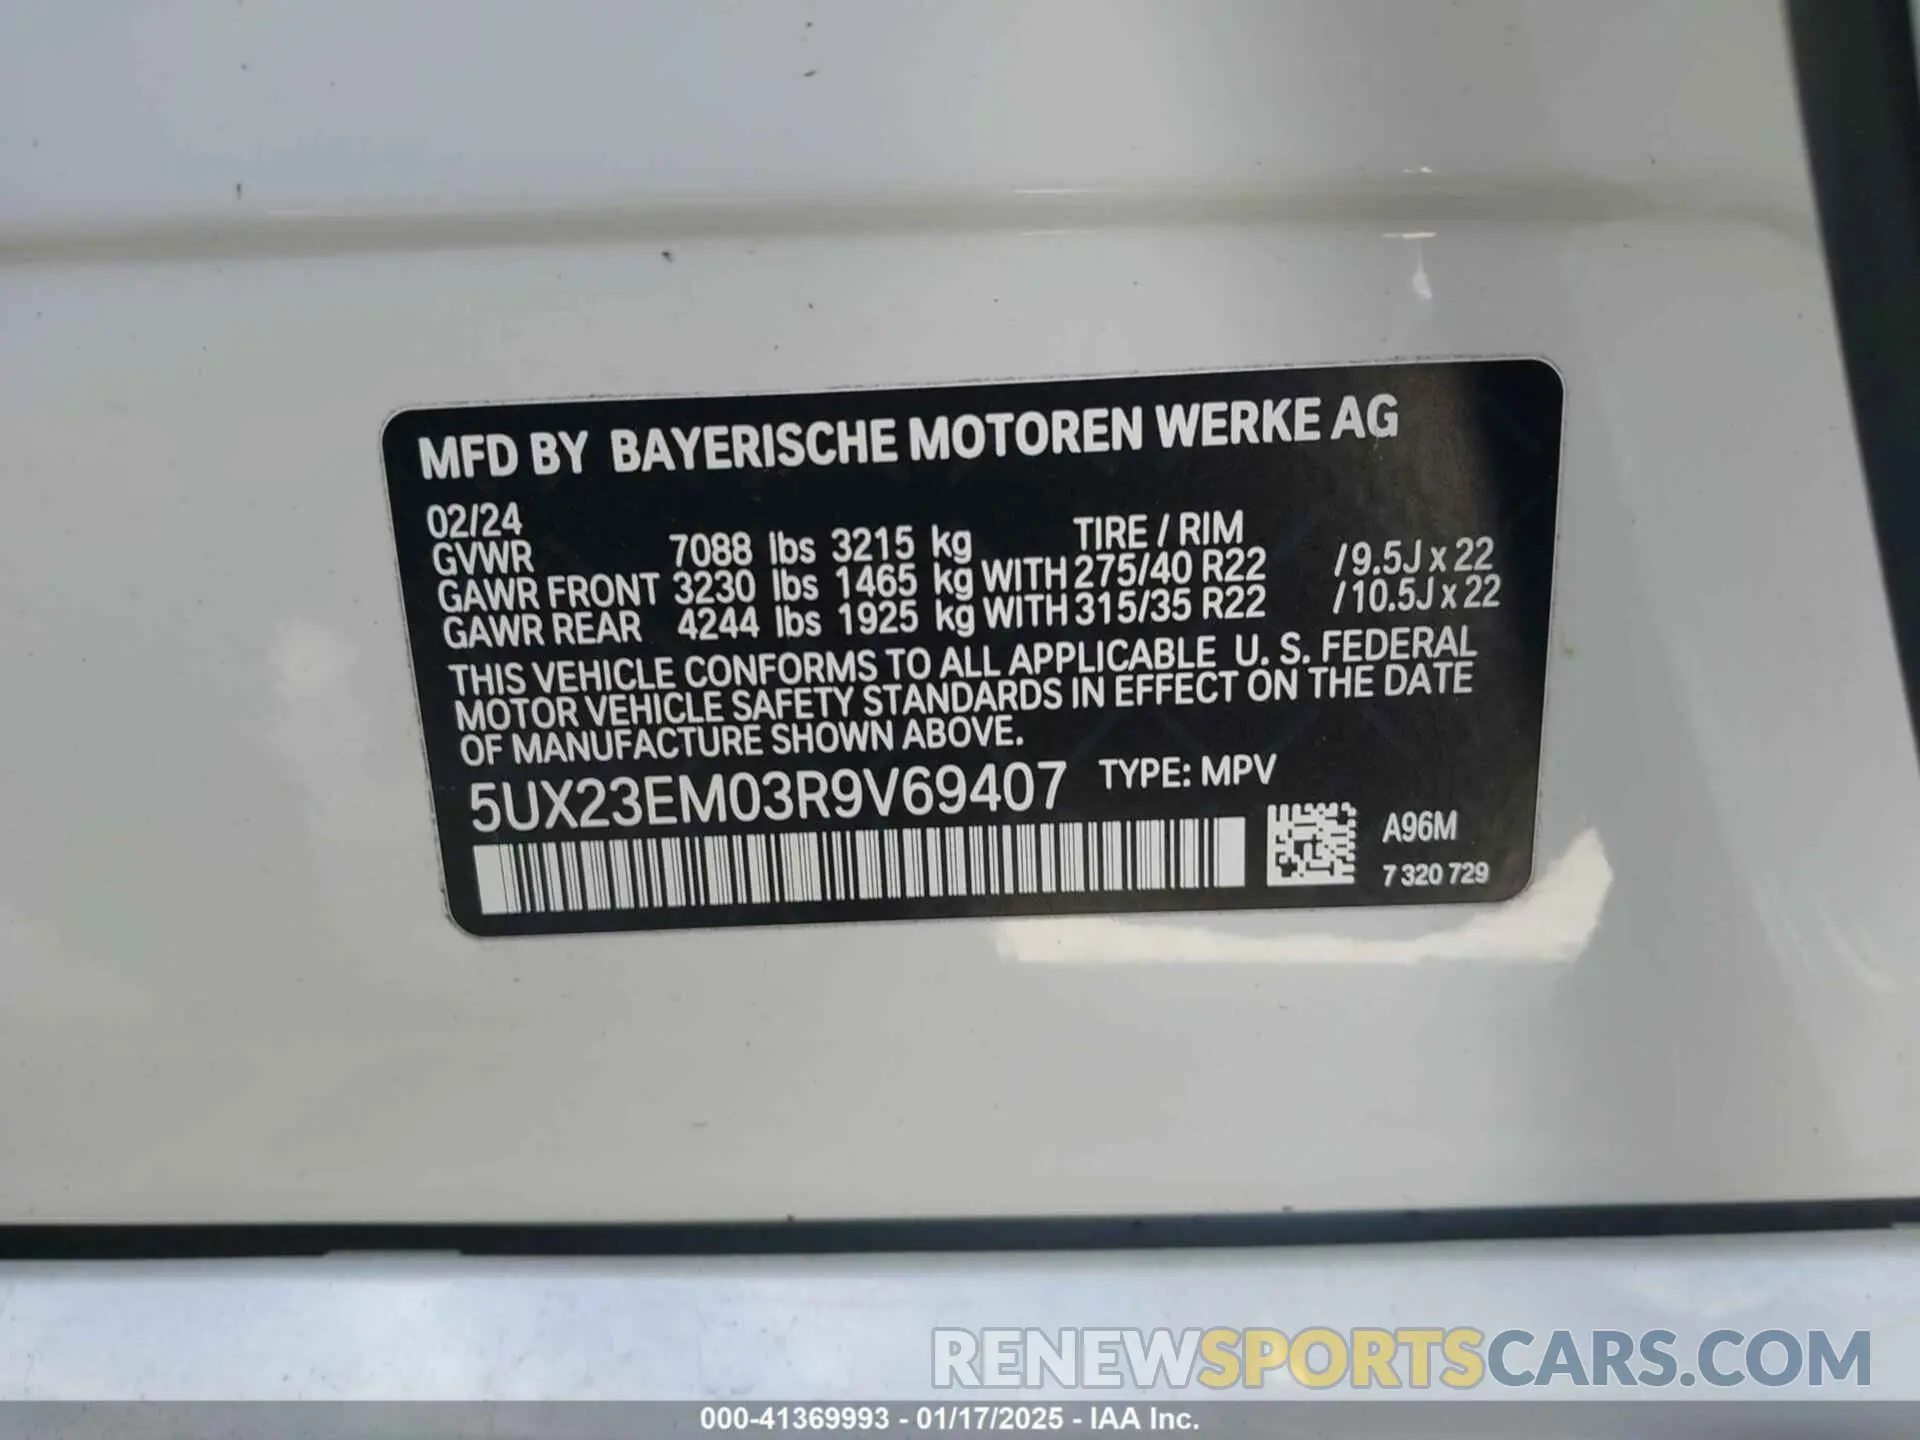 MFD BY BAYERISCHE MOTOREN WERKE AG
02/24
GVWR 7088 lbs 3215 kg TIRE / RIM
GAWR FRONT 3230 lbs 1465 kg WITH 275/40 R22 / 9.5J x 22
GAWR REAR 4244 lbs 1925 kg WITH 315/35 R22 / 10.5J x 22
THIS VEHICLE CONFORMS TO ALL APPLICABLE U. S. FEDERAL
MOTOR VEHICLE SAFETY STANDARDS IN EFFECT ON THE DATE
OF MANUFACTURE SHOWN ABOVE.
5UX23EM03R9V69407 TYPE: MPV
A96M
7 320 729
RENEWSPORTSCARS.COM
000-41369993 - 01/17/2025 - IAA Inc.